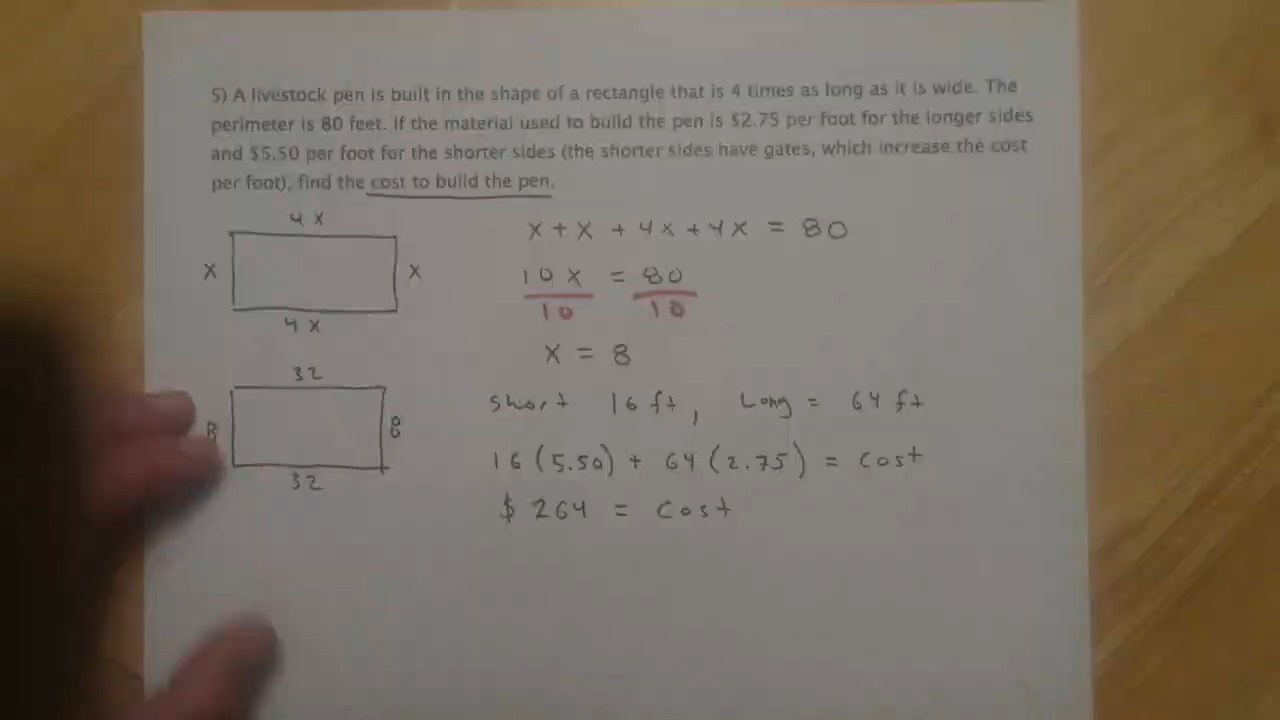 5) A livestock pen is built in the shape of a rectangle that is 4 times as long as it is wide. The
perimeter is 80 feet. If the material used to build the pen is $2.75 per foot for the longer sides
and $5.50 per foot for the shorter sides (the shorter sides have gates, which increase the cost
per foot), find the cost to build the pen.
4x
x + x + 4x + 4x = 80
x
x
10x = 80
10
10
4x
x = 8
32
short 16 ft, Long = 64 ft
8
8
16 (5.50) + 64 (2.75) = cost
32
$ 264 = cost